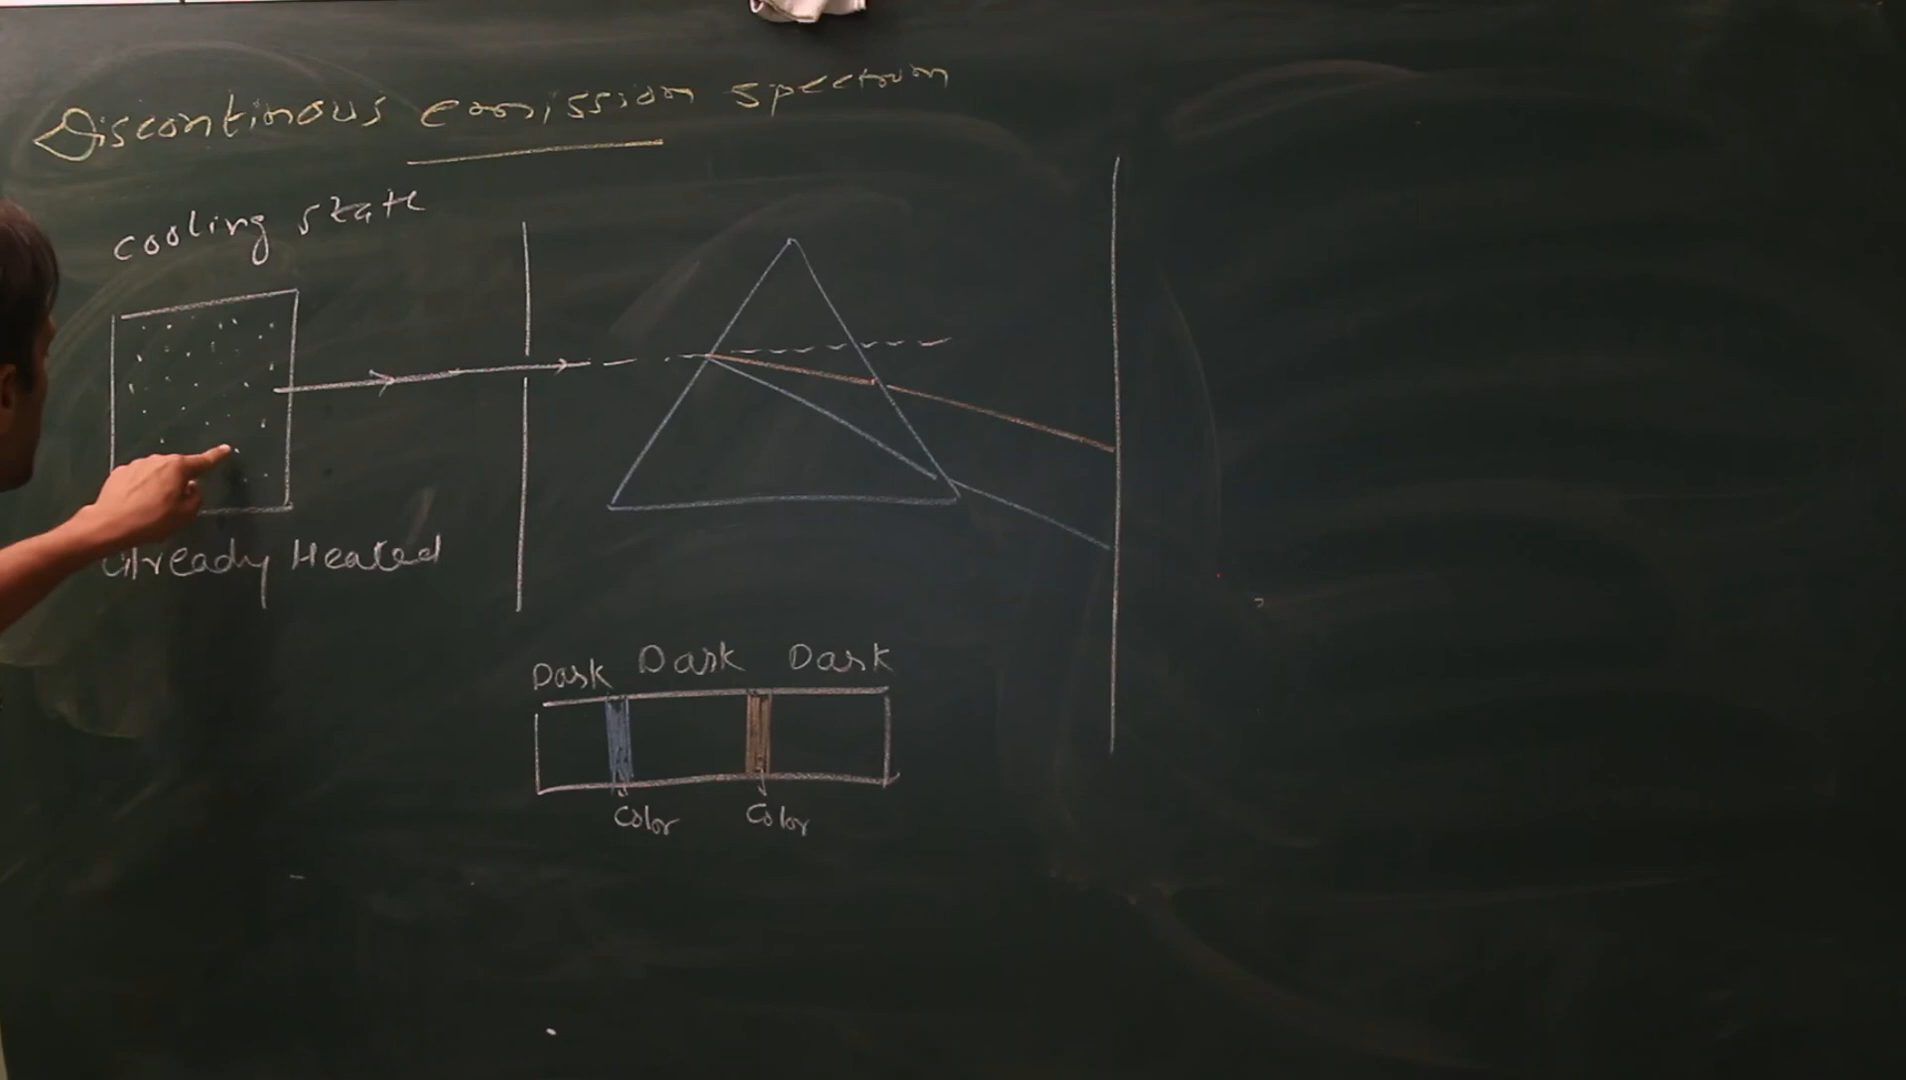 Discontinous emission spectrum
cooling state
Already Heated
Dark Dark Dark
Color Color